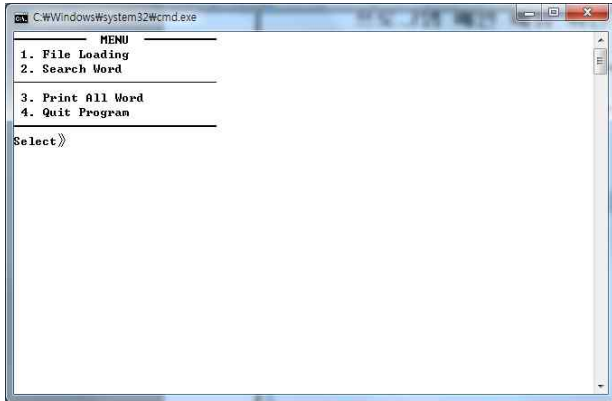 C:₩Windows₩system32₩cmd.exe
MENU
1. File Loading
2. Search Word
3. Print All Word
4. Quit Program
Select》